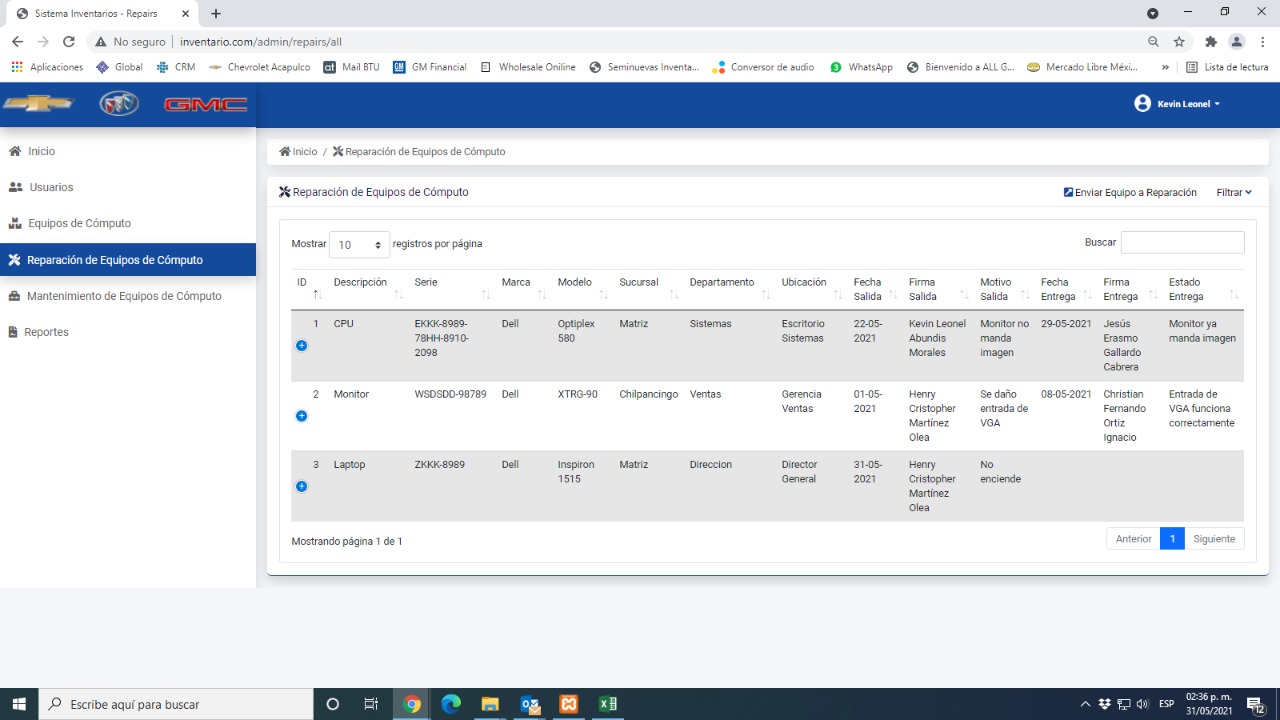 Sistema Inventarios - Repairs
No seguro
inventario.com/admin/repairs/all
Aplicaciones Global CRM Chevrolet Acapulco Mail BTU GM Financial Wholesale Online Seminuevas Inventa... Conversor de audio WhatsApp Bienvenido a ALL G... Mercado Libre Méxi... » Lista de lectura
GMC
Kevin Leonel
Inicio
Usuarios
Equipos de Cómputo
Reparación de Equipos de Cómputo
Mantenimiento de Equipos de Cómputo
Reportes
Inicio / Reparación de Equipos de Cómputo
Reparación de Equipos de Cómputo
Enviar Equipo a Reparación Filtrar
Mostrar 10 registros por página
Buscar
ID Descripción Serie Marca Modelo Sucursal Departamento Ubicación Fecha Firma Motivo Fecha Firma Estado
Salida Salida Salida Entrega Entrega Entrega
1 CPU EKKK-8989- Dell Optiplex Matriz Sistemas Escritorio 22-05- Kevin Leonel Monitor no 29-05-2021 Jesús Monitor ya
78HH-8910- 580 Sistemas 2021 Abundis manda Erasmo manda imagen
2098 Morales imagen Gallardo
Cabrera
2 Monitor WSDSDD-98789 Dell XTRG-90 Chilpancingo Ventas Gerencia 01-05- Henry Se daño 08-05-2021 Christian Entrada de
Ventas 2021 Cristopher entrada de Fernando VGA funciona
Martínez VGA Ortiz correctamente
Olea Ignacio
3 Laptop ZKKK-8989 Dell Inspiron Matriz Direccion Director 31-05- Henry No
1515 General 2021 Cristopher enciende
Martínez
Olea
Mostrando página 1 de 1
Anterior 1 Siguiente
Escribe aquí para buscar
ESP
02:36 p. m.
31/05/2021
12